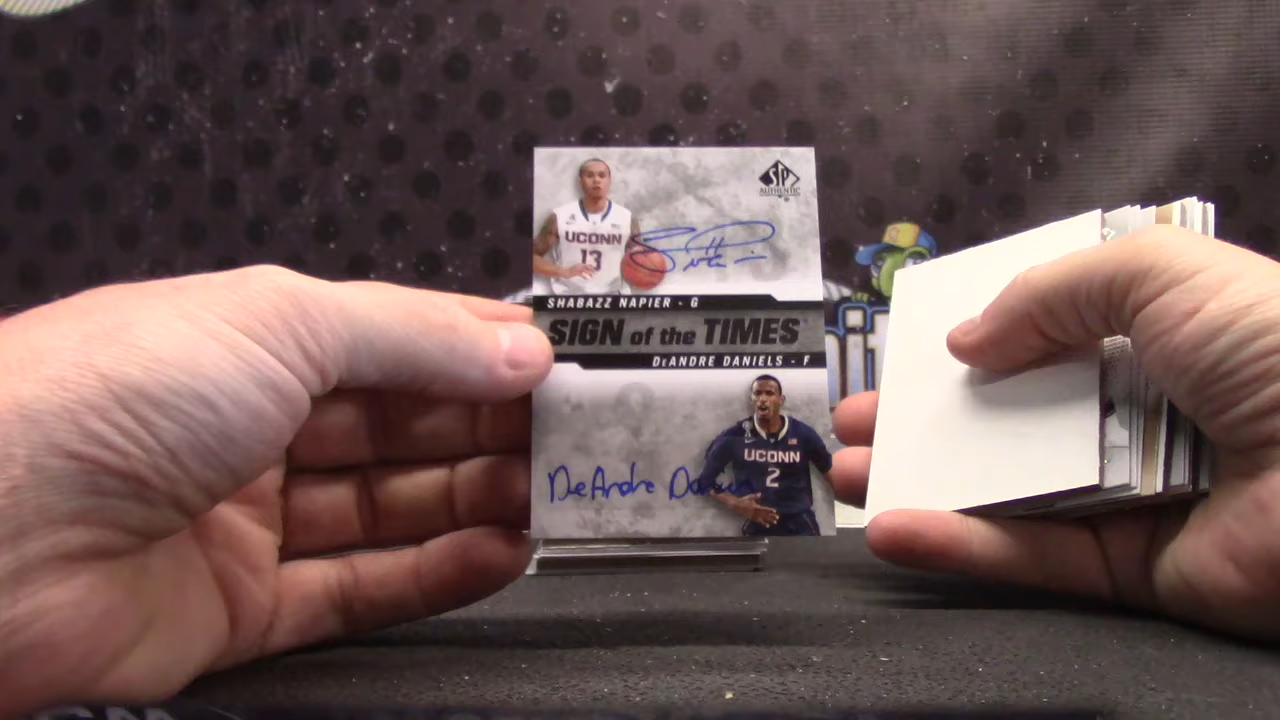 SP
AUTHENTIC
UCONN
13
SHABAZZ NAPIER - G
SIGN of the TIMES
DeANDRE DANIELS - F
UCONN
2
DeAndre Daniels